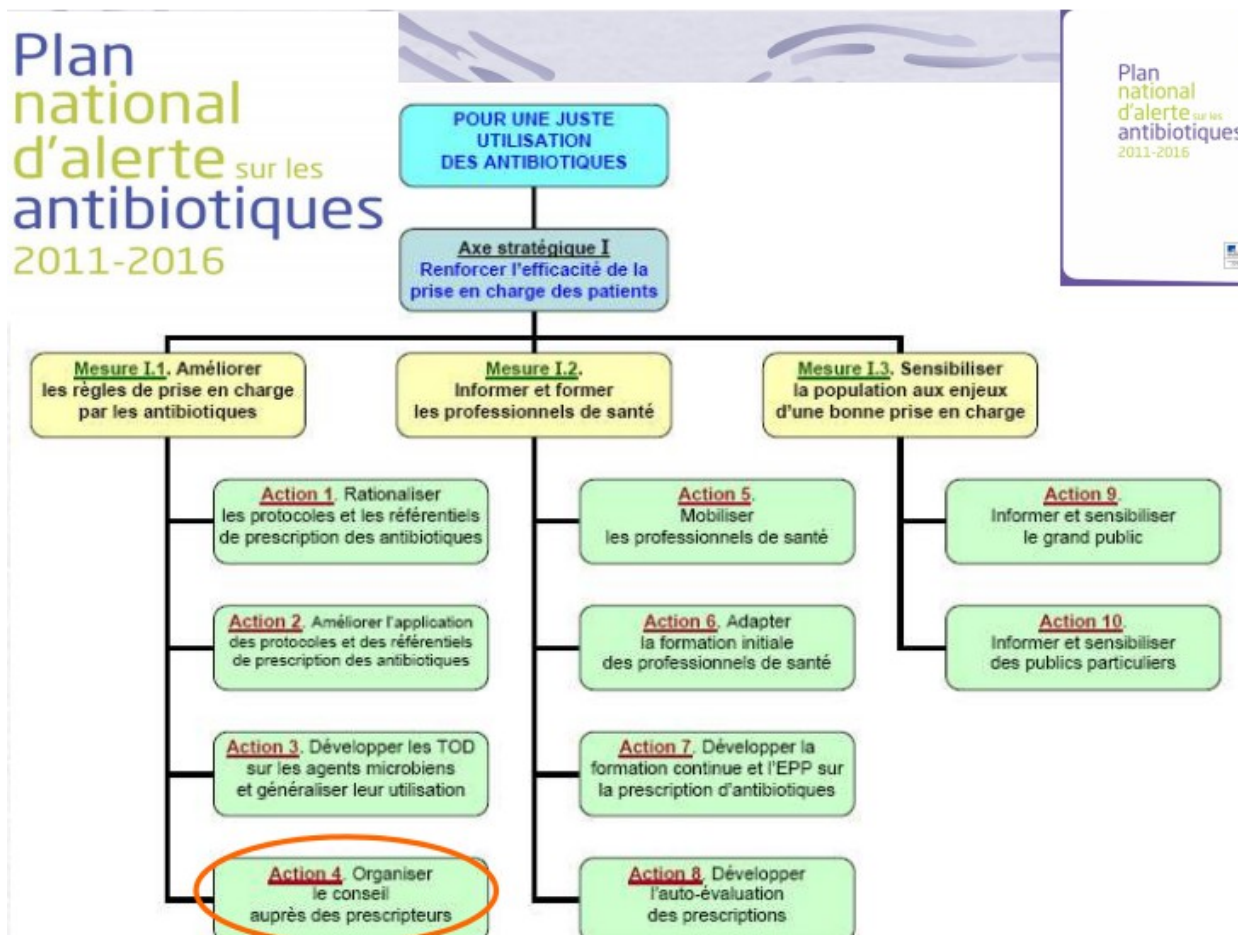 Plan
national
d'alerte sur les
antibiotiques
2011-2016
Plan
national
d'alerte sur les
antibiotiques
2011-2016
POUR UNE JUSTE
UTILISATION
DES ANTIBIOTIQUES
Axe stratégique I
Renforcer l'efficacité de la
prise en charge des patients
Mesure I.1. Améliorer
les règles de prise en charge
par les antibiotiques
Mesure I.2.
Informer et former
les professionnels de santé
Mesure I.3. Sensibiliser
la population aux enjeux
d'une bonne prise en charge
Action 1. Rationaliser
les protocoles et les référentiels
de prescription des antibiotiques
Action 2. Améliorer l'application
des protocoles et des référentiels
de prescription des antibiotiques
Action 3. Développer les TOD
sur les agents microbiens
et généraliser leur utilisation
Action 4. Organiser
le conseil
auprès des prescripteurs
Action 5.
Mobiliser
les professionnels de santé
Action 6. Adapter
la formation initiale
des professionnels de santé
Action 7. Développer la
formation continue et l'EPP sur
la prescription d'antibiotiques
Action 8. Développer
l'auto-évaluation
des prescriptions
Action 9.
Informer et sensibiliser
le grand public
Action 10.
Informer et sensibiliser
des publics particuliers